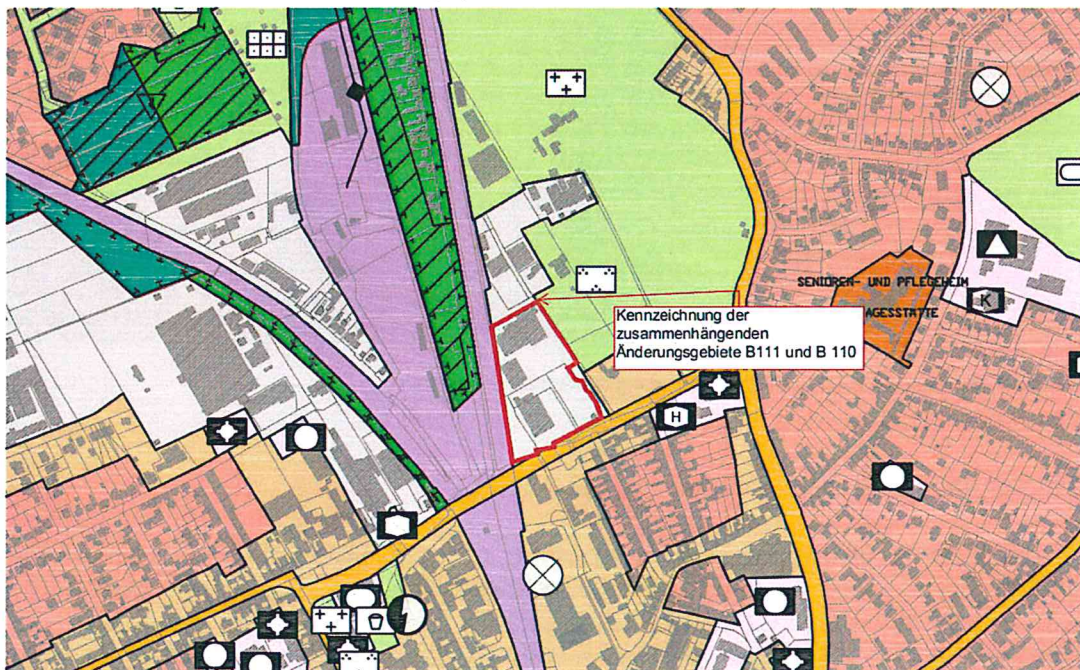 SENIOREN- UND PFLEGEHEIM
AGESSTÄTTE
Kennzeichnung der
zusammenhängenden
Änderungsgebiete B111 und B 110
K
H